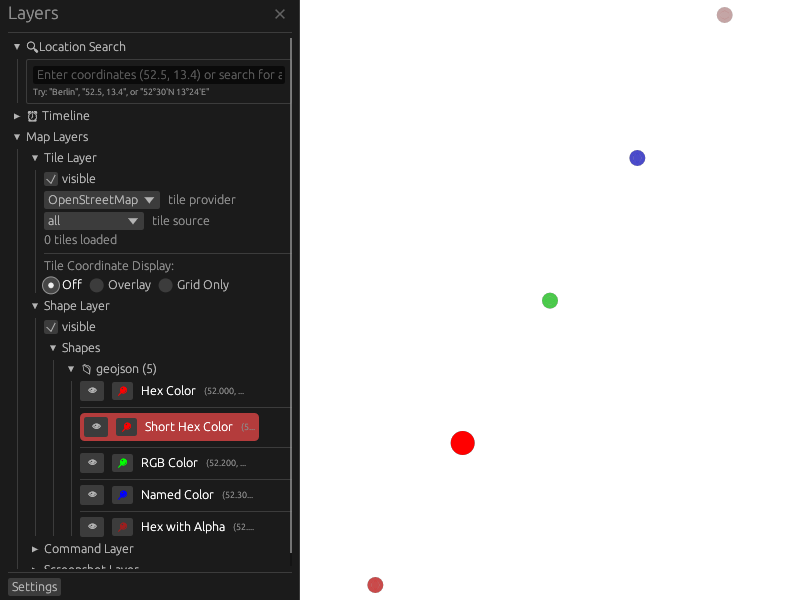 Layers
Location Search
Enter coordinates (52.5, 13.4) or search for a
Try: "Berlin", "52.5, 13.4", or "52°30'N 13°24'E"
Timeline
Map Layers
Tile Layer
visible
OpenStreetMap tile provider
all tile source
0 tiles loaded
Tile Coordinate Display:
Off Overlay Grid Only
Shape Layer
visible
Shapes
geojson (5)
Hex Color (52.000, ...
Short Hex Color (5...
RGB Color (52.200, ...
Named Color (52.30...
Hex with Alpha (52....
Command Layer
Screenshot Layer
Settings